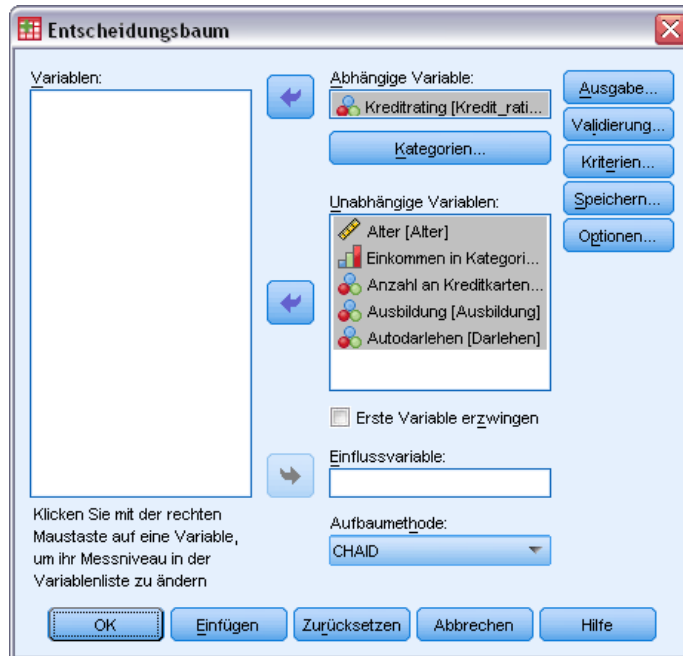 Entscheidungsbaum
Variablen:
Klicken Sie mit der rechten
Maustaste auf eine Variable,
um ihr Messniveau in der
Variablenliste zu ändern
Abhängige Variable:
Kreditrating [Kredit_rati...
Kategorien...
Unabhängige Variablen:
Alter [Alter]
Einkommen in Kategori...
Anzahl an Kreditkarten...
Ausbildung [Ausbildung]
Autodarlehen [Darlehen]
Erste Variable erzwingen
Einflussvariable:
Aufbaumethode:
CHAID
Ausgabe...
Validierung...
Kriterien...
Speichern...
Optionen...
OK
Einfügen
Zurücksetzen
Abbrechen
Hilfe